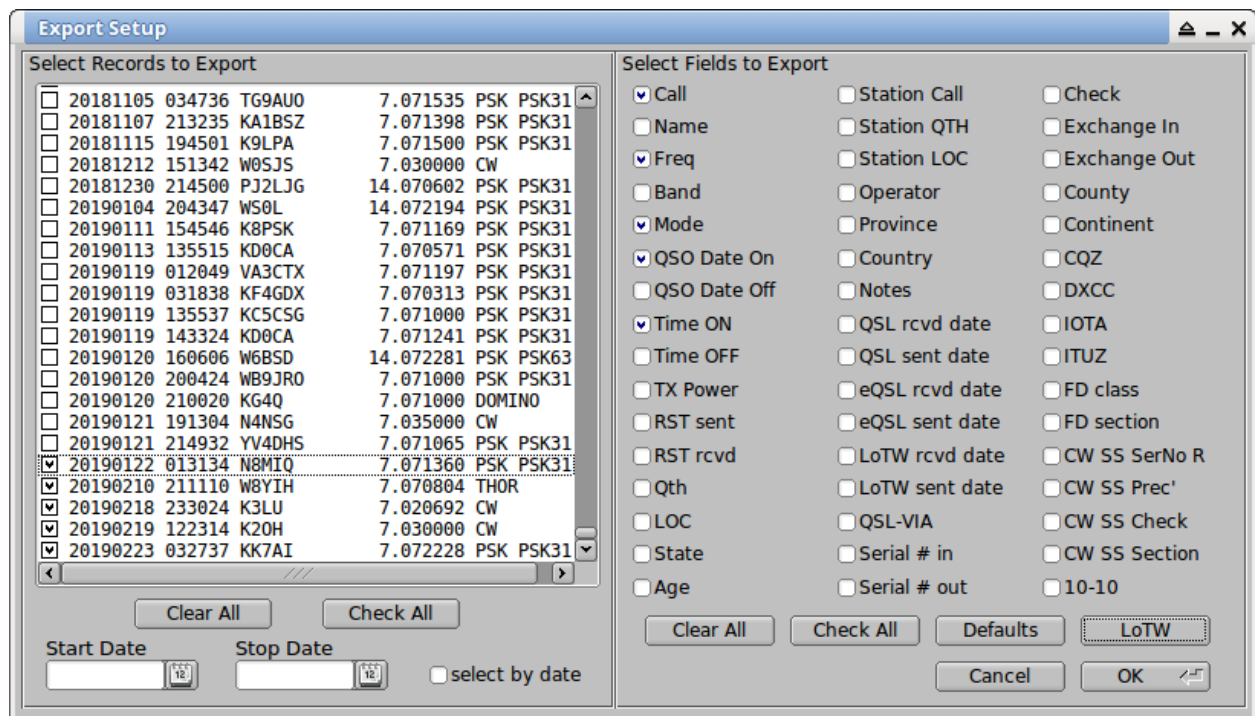 Export Setup
Select Records to Export
20181105 034736 TG9AUO 7.071535 PSK PSK31
20181107 213235 KA1BSZ 7.071398 PSK PSK31
20181115 194501 K9LPA 7.071500 PSK PSK31
20181212 151342 W0SJS 7.030000 CW
20181230 214500 PJ2LJG 14.070602 PSK PSK31
20190104 204347 WS0L 14.072194 PSK PSK31
20190111 154546 K8PSK 7.071169 PSK PSK31
20190113 135515 KD0CA 7.070571 PSK PSK31
20190119 012049 VA3CTX 7.071197 PSK PSK31
20190119 031838 KF4GDX 7.070313 PSK PSK31
20190119 135537 KC5CSG 7.071000 PSK PSK31
20190119 143324 KD0CA 7.071241 PSK PSK31
20190120 160606 W6BSD 14.072281 PSK PSK63
20190120 200424 WB9JRO 7.071000 PSK PSK31
20190120 210020 KG4Q 7.071000 DOMINO
20190121 191304 N4NSG 7.035000 CW
20190121 214932 YV4DHS 7.071065 PSK PSK31
20190122 013134 N8MIQ 7.071360 PSK PSK31
20190210 211110 W8YIH 7.070804 THOR
20190218 233024 K3LU 7.020692 CW
20190219 122314 K2OH 7.030000 CW
20190223 032737 KK7AI 7.072228 PSK PSK31
Clear All Check All
Start Date Stop Date
12 12 select by date
Select Fields to Export
Call Station Call Check
Name Station QTH Exchange In
Freq Station LOC Exchange Out
Band Operator County
Mode Province Continent
QSO Date On Country CQZ
QSO Date Off Notes DXCC
Time ON QSL rcvd date IOTA
Time OFF QSL sent date ITUZ
TX Power eQSL rcvd date FD class
RST sent eQSL sent date FD section
RST rcvd LoTW rcvd date CW SS SerNo R
Qth LoTW sent date CW SS Prec'
LOC QSL-VIA CW SS Check
State Serial # in CW SS Section
Age Serial # out 10-10
Clear All Check All Defaults LoTW
Cancel OK